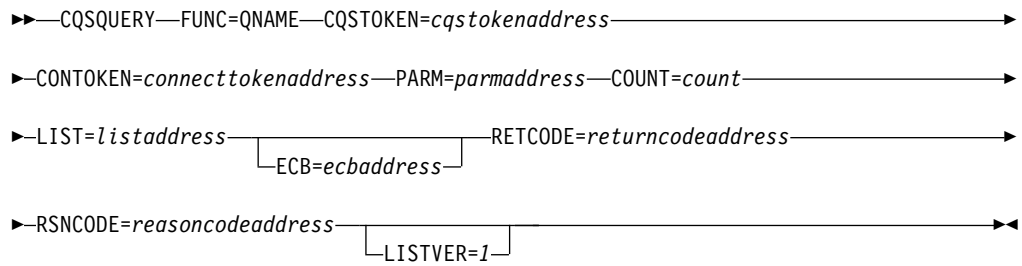 CQSQUERY FUNC=QNAME CQSTOKEN=cqstokenaddress
CONTOKEN=connecttokenaddress PARM=parmaddress COUNT=count
LIST=listaddress RETCODE=returncodeaddress
ECB=ecbaddress
RSNCODE=reasoncodeaddress
LISTVER=1